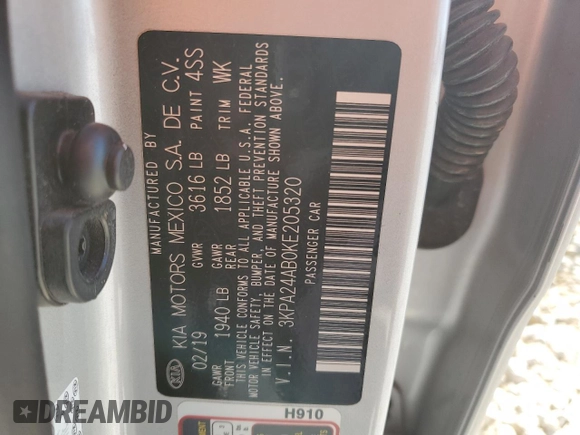 MANUFACTURED BY
KIA KIA MOTORS MEXICO S.A. DE C.V.
02/19 GVWR 3616 LB PAINT 4SS
GAWR FRONT 1940 LB GAWR REAR 1852 LB TRIM WK
THIS VEHICLE CONFORMS TO ALL APPLICABLE U.S.A. FEDERAL
MOTOR VEHICLE SAFETY, BUMPER, AND THEFT PREVENTION STANDARDS
IN EFFECT ON THE DATE OF MANUFACTURE SHOWN ABOVE.
V.I.N. 3KPA24AB0KE205320
PASSENGER CAR
H910
DREAMBID